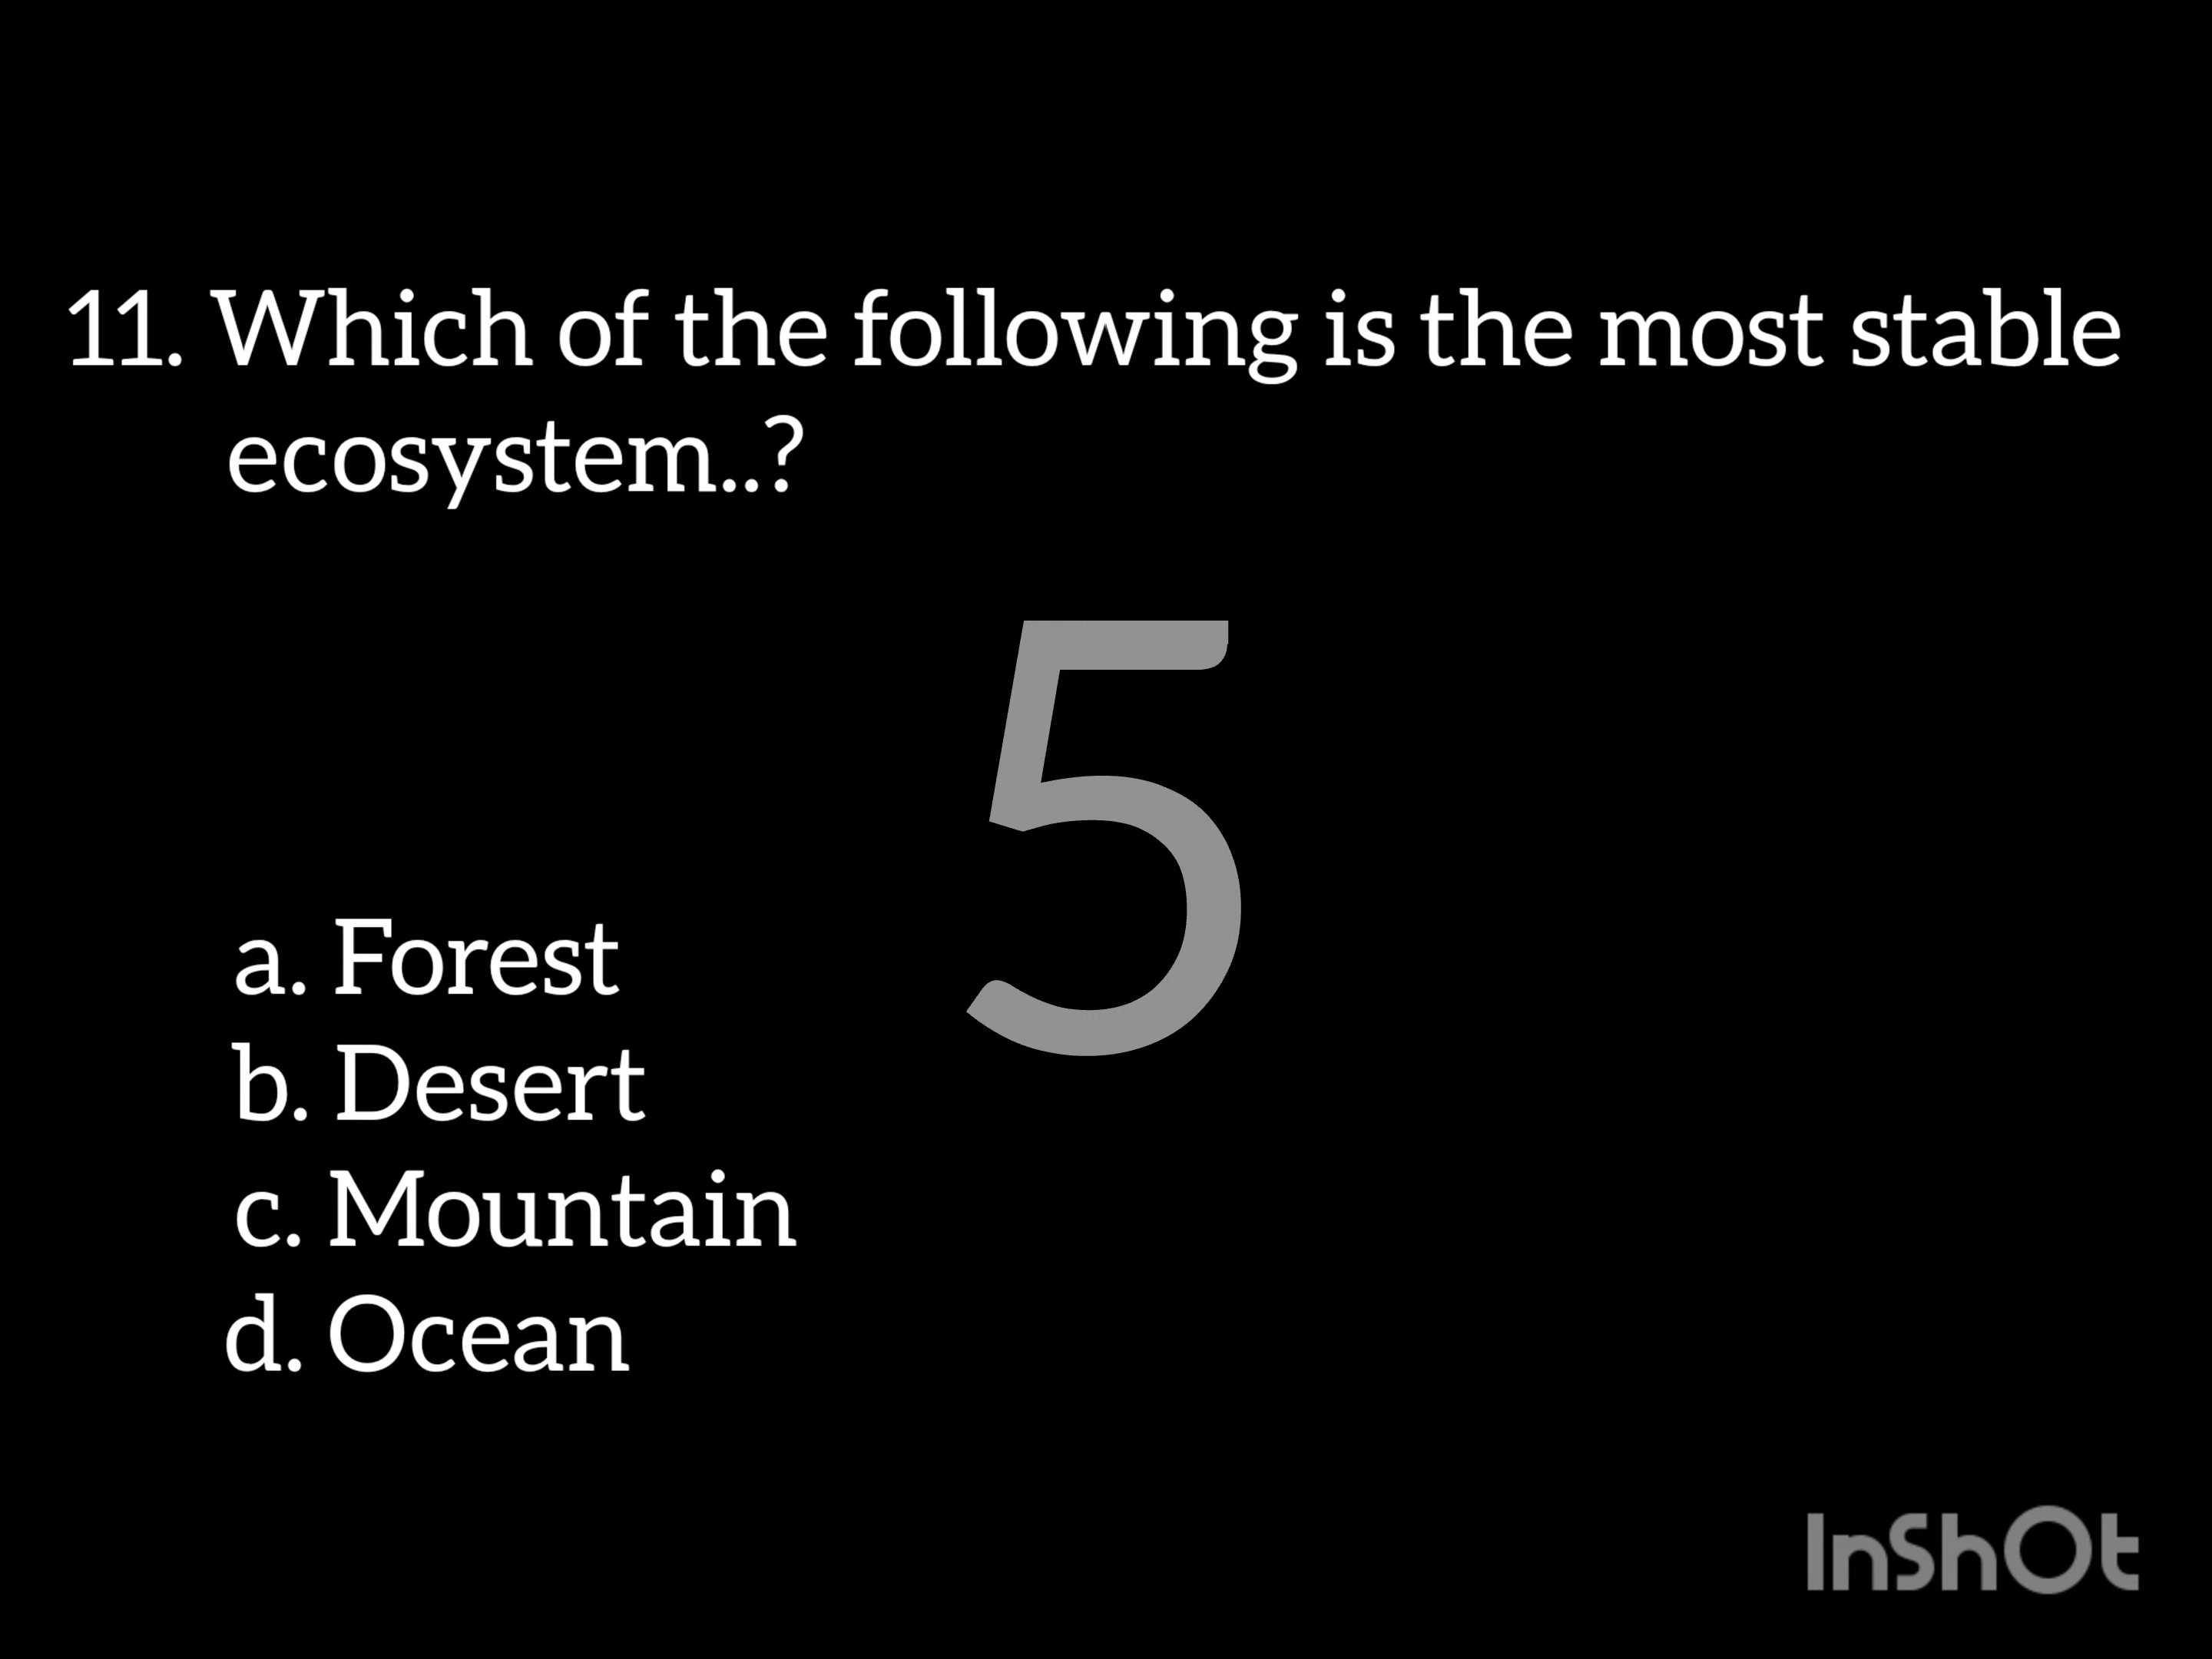 11. Which of the following is the most stable
ecosystem...?
5
a. Forest
b. Desert
c. Mountain
d. Ocean
InShOt